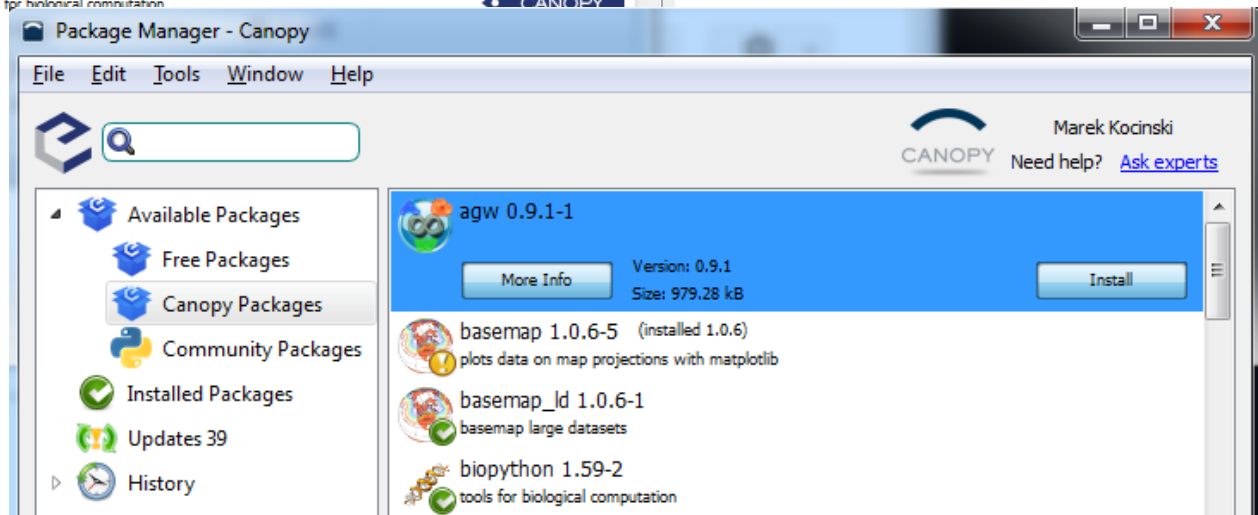 for biological computation
CANOPY
Package Manager - Canopy
File Edit Tools Window Help
CANOPY
Marek Kocinski
Need help? Ask experts
Available Packages
Free Packages
Canopy Packages
Community Packages
Installed Packages
Updates 39
History
agw 0.9.1-1
More Info
Version: 0.9.1
Size: 979.28 kB
Install
basemap 1.0.6-5 (installed 1.0.6)
plots data on map projections with matplotlib
basemap_ld 1.0.6-1
basemap large datasets
biopython 1.59-2
tools for biological computation